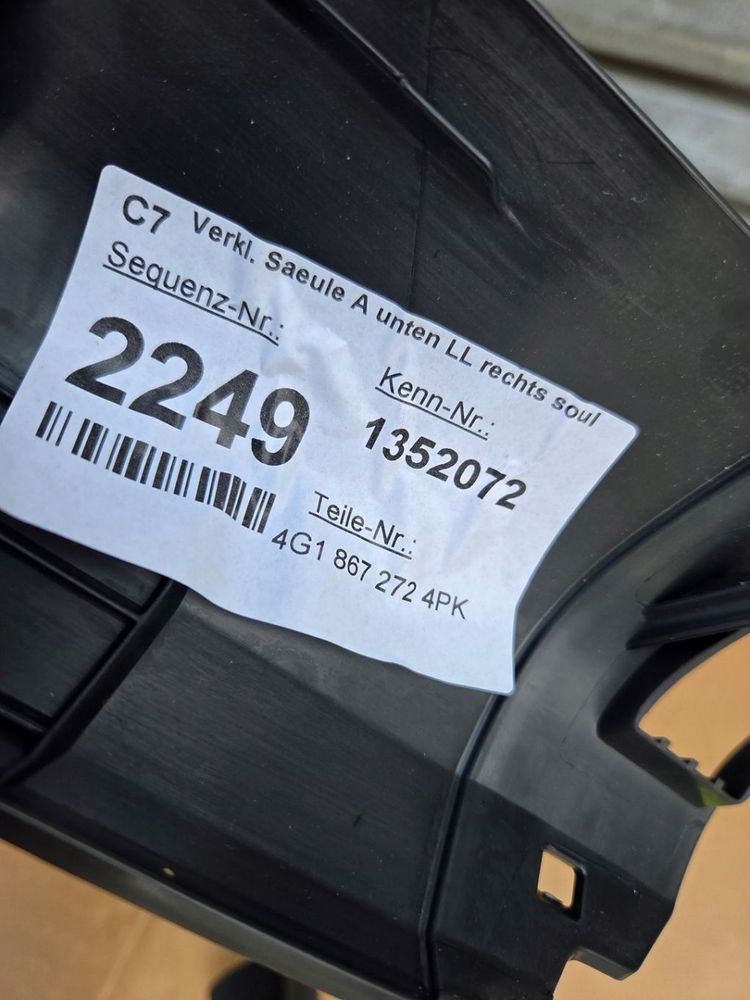 C7 Verkl. Saeule A unten LL rechts soul
Sequenz-Nr.:
2249
Kenn-Nr.:
1352072
Teile-Nr.:
4G1 867 272 4PK